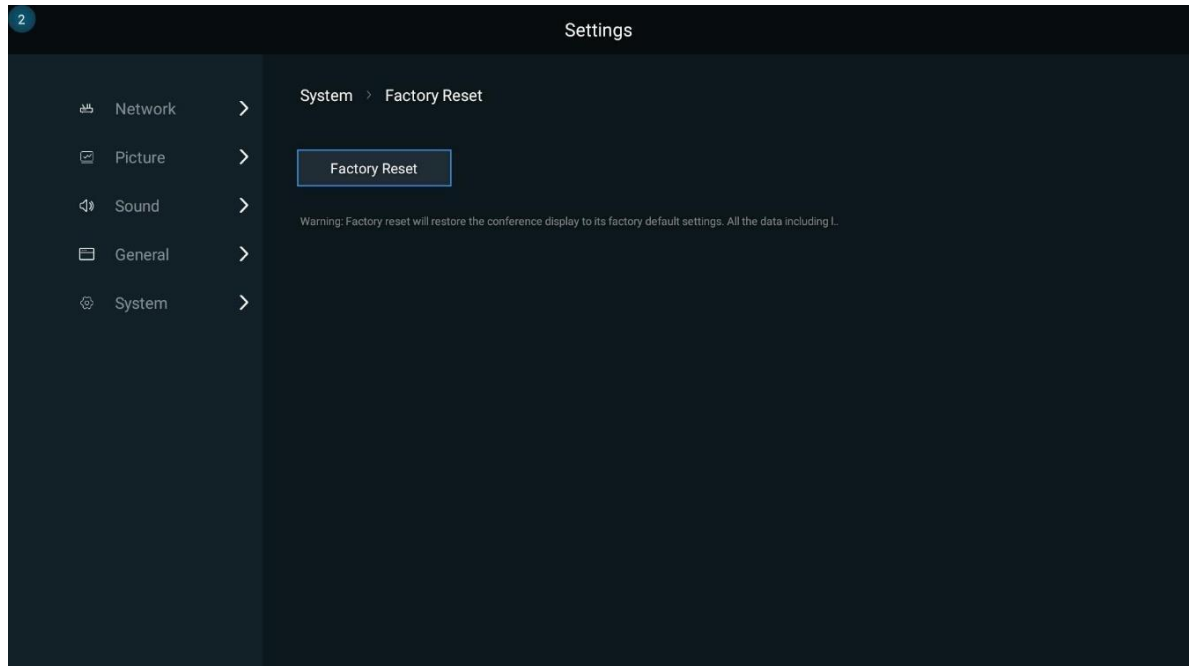 2
Settings
Network
Picture
Sound
General
System
System > Factory Reset
Factory Reset
Warning: Factory reset will restore the conference display to its factory default settings. All the data including l..